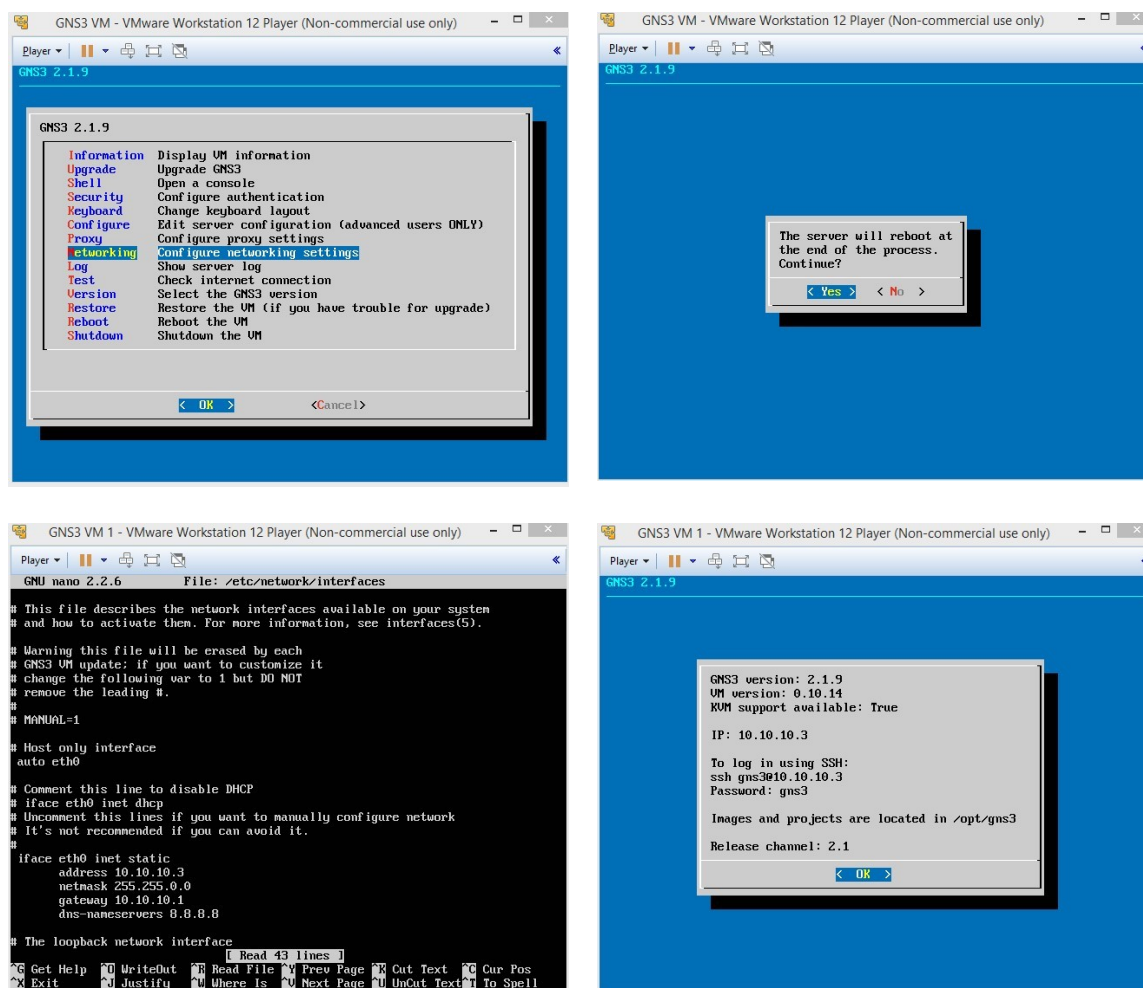 GNS3 VM - VMware Workstation 12 Player (Non-commercial use only)
Player
GNS3 2.1.9
GNS3 2.1.9
Information Display VM information
Upgrade Upgrade GNS3
Shell Open a console
Security Configure authentication
Keyboard Change keyboard layout
Configure Edit server configuration (advanced users ONLY)
Proxy Configure proxy settings
Networking Configure networking settings
Log Show server log
Test Check internet connection
Version Select the GNS3 version
Restore Restore the VM (if you have trouble for upgrade)
Reboot Reboot the VM
Shutdown Shutdown the VM
< OK > <Cancel>
GNS3 VM - VMware Workstation 12 Player (Non-commercial use only)
Player
GNS3 2.1.9
The server will reboot at
the end of the process.
Continue?
< Yes > < No >
GNS3 VM 1 - VMware Workstation 12 Player (Non-commercial use only)
Player
GNU nano 2.2.6 File: /etc/network/interfaces
# This file describes the network interfaces available on your system
# and how to activate them. For more information, see interfaces(5).
# Warning this file will be erased by each
# GNS3 VM update; if you want to customize it
# change the following var to 1 but DO NOT
# remove the leading #.
#
# MANUAL=1
# Host only interface
auto eth0
# Comment this line to disable DHCP
# iface eth0 inet dhcp
# Uncomment this lines if you want to manually configure network
# It's not recommended if you can avoid it.
#
iface eth0 inet static
address 10.10.10.3
netmask 255.255.0.0
gateway 10.10.10.1
dns-nameservers 8.8.8.8
# The loopback network interface
[ Read 43 lines ]
^G Get Help ^O WriteOut ^R Read File ^Y Prev Page ^K Cut Text ^C Cur Pos
^X Exit ^J Justify ^W Where Is ^V Next Page ^U UnCut Text ^T To Spell
GNS3 VM 1 - VMware Workstation 12 Player (Non-commercial use only)
Player
GNS3 2.1.9
GNS3 version: 2.1.9
VM version: 0.10.14
KVM support available: True
IP: 10.10.10.3
To log in using SSH:
ssh gns3@10.10.10.3
Password: gns3
Images and projects are located in /opt/gns3
Release channel: 2.1
< OK >